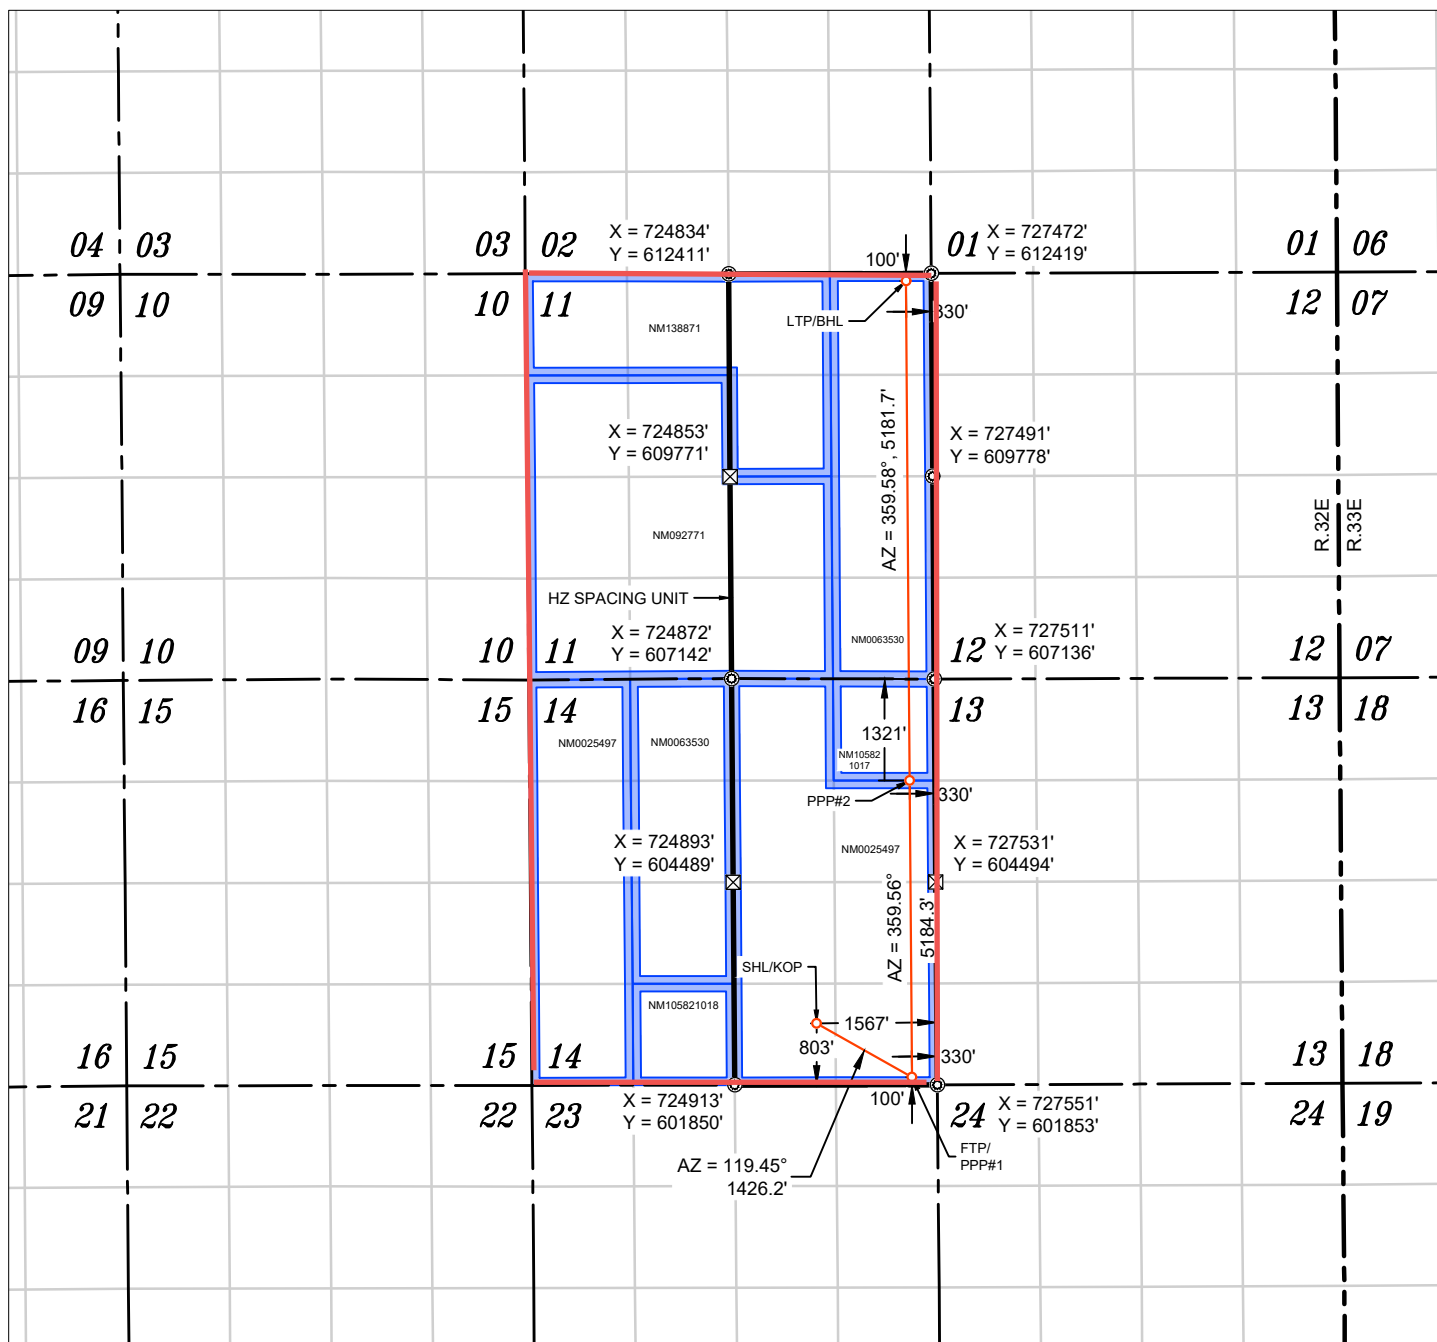 04 03
03 02
X = 724834'
Y = 612411'
01
X = 727472'
Y = 612419'
01 06
100'
09 10
10 11
12 07
NM138871
LTP/BHL
330'
AZ = 359.58°, 5181.7'
X = 724853'
Y = 609771'
X = 727491'
Y = 609778'
NM092771
R.32E
R.33E
HZ SPACING UNIT
X = 724872'
Y = 607142'
NM0063530
X = 727511'
Y = 607136'
09 10
10 11
12
12 07
16 15
15 14
13
13 18
NM0025497
NM0063530
1321'
NM10582
1017
PPP#2
330'
X = 724893'
Y = 604489'
NM0025497
X = 727531'
Y = 604494'
AZ = 359.56°
5184.3'
SHL/KOP
NM105821018
1567'
803'
330'
16 15
15 14
13 18
21 22
22 23
X = 724913'
Y = 601850'
100'
24
X = 727551'
Y = 601853'
24 19
FTP/
PPP#1
AZ = 119.45°
1426.2'